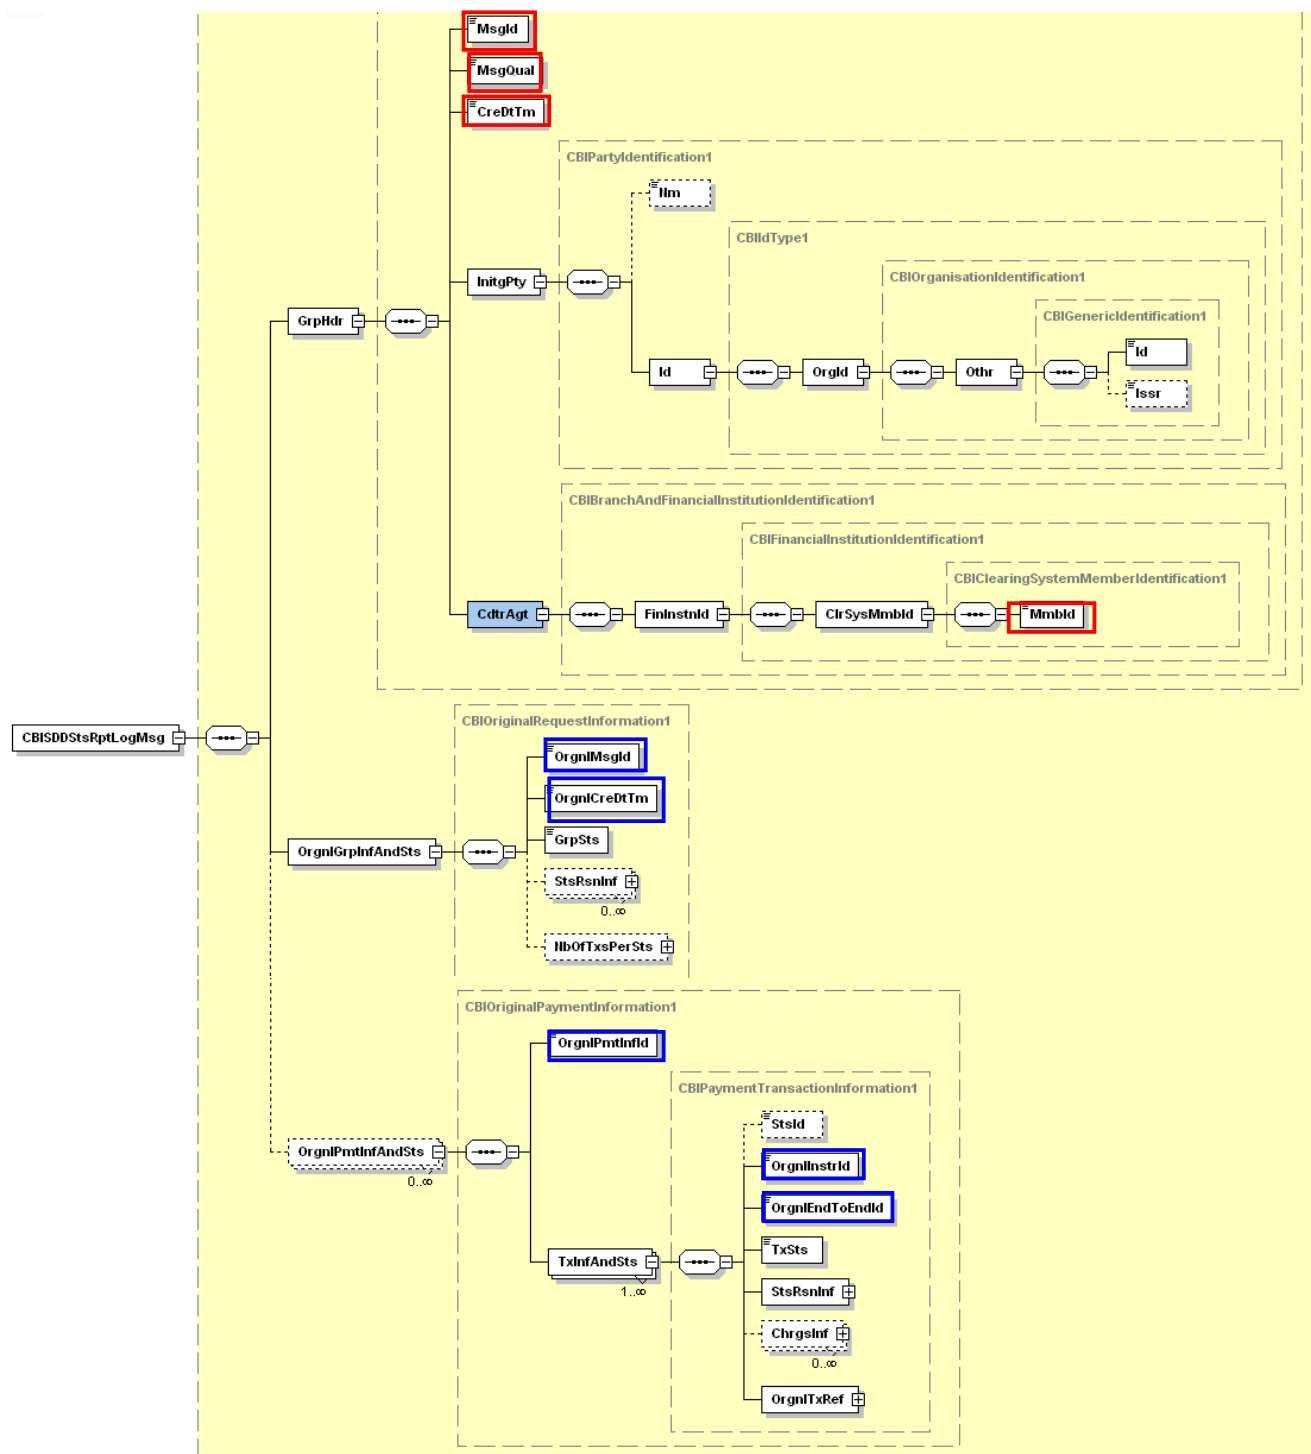 MsgId
MsgQual
CreDtTm
CBIPartyIdentification1
Nm
CBIIdType1
CBIOrganisationIdentification1
InitgPty
CBIGenericIdentification1
GrpHdr
Id
Id
OrgId
Othr
Issr
CBIBranchAndFinancialInstitutionIdentification1
CBIFinancialInstitutionIdentification1
CBIClearingSystemMemberIdentification1
CdtrAgt
FinInstnId
ClrSysMmbId
MmbId
CBIOriginalRequestInformation1
CBISDDStsRptLogMsg
OrgnlMsgId
OrgnlCreDtTm
GrpSts
OrgnlGrpInfAndSts
StsRsnInf
0..∞
NbOfTxsPerSts
CBIOriginalPaymentInformation1
OrgnlPmtInfId
CBIPaymentTransactionInformation1
StsId
OrgnlPmtInfAndSts
0..∞
OrgnlInstrId
OrgnlEndToEndId
TxSts
TxInfAndSts
1..∞
StsRsnInf
ChrgsInf
0..∞
OrgnlTxRef